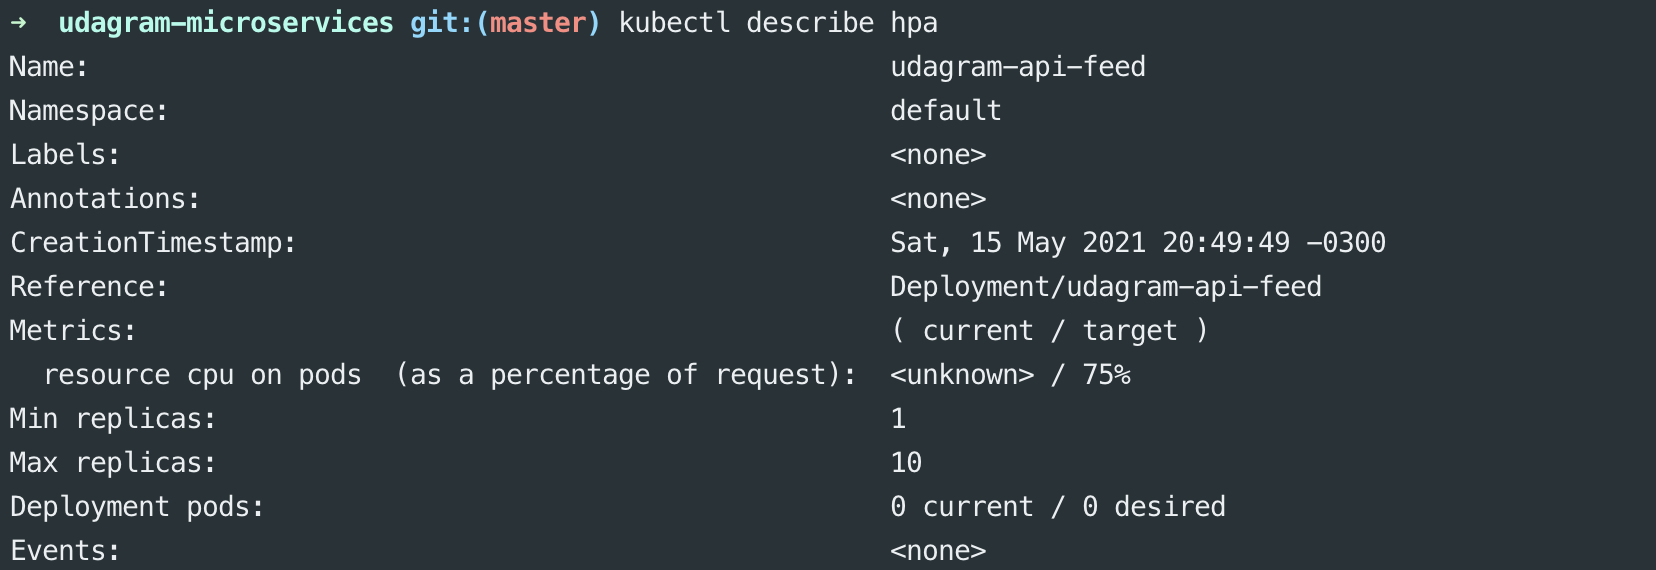 ➜ udagram-microservices git:(master) kubectl describe hpa
Name: udagram-api-feed
Namespace: default
Labels: <none>
Annotations: <none>
CreationTimestamp: Sat, 15 May 2021 20:49:49 -0300
Reference: Deployment/udagram-api-feed
Metrics: ( current / target )
  resource cpu on pods  (as a percentage of request): <unknown> / 75%
Min replicas: 1
Max replicas: 10
Deployment pods: 0 current / 0 desired
Events: <none>